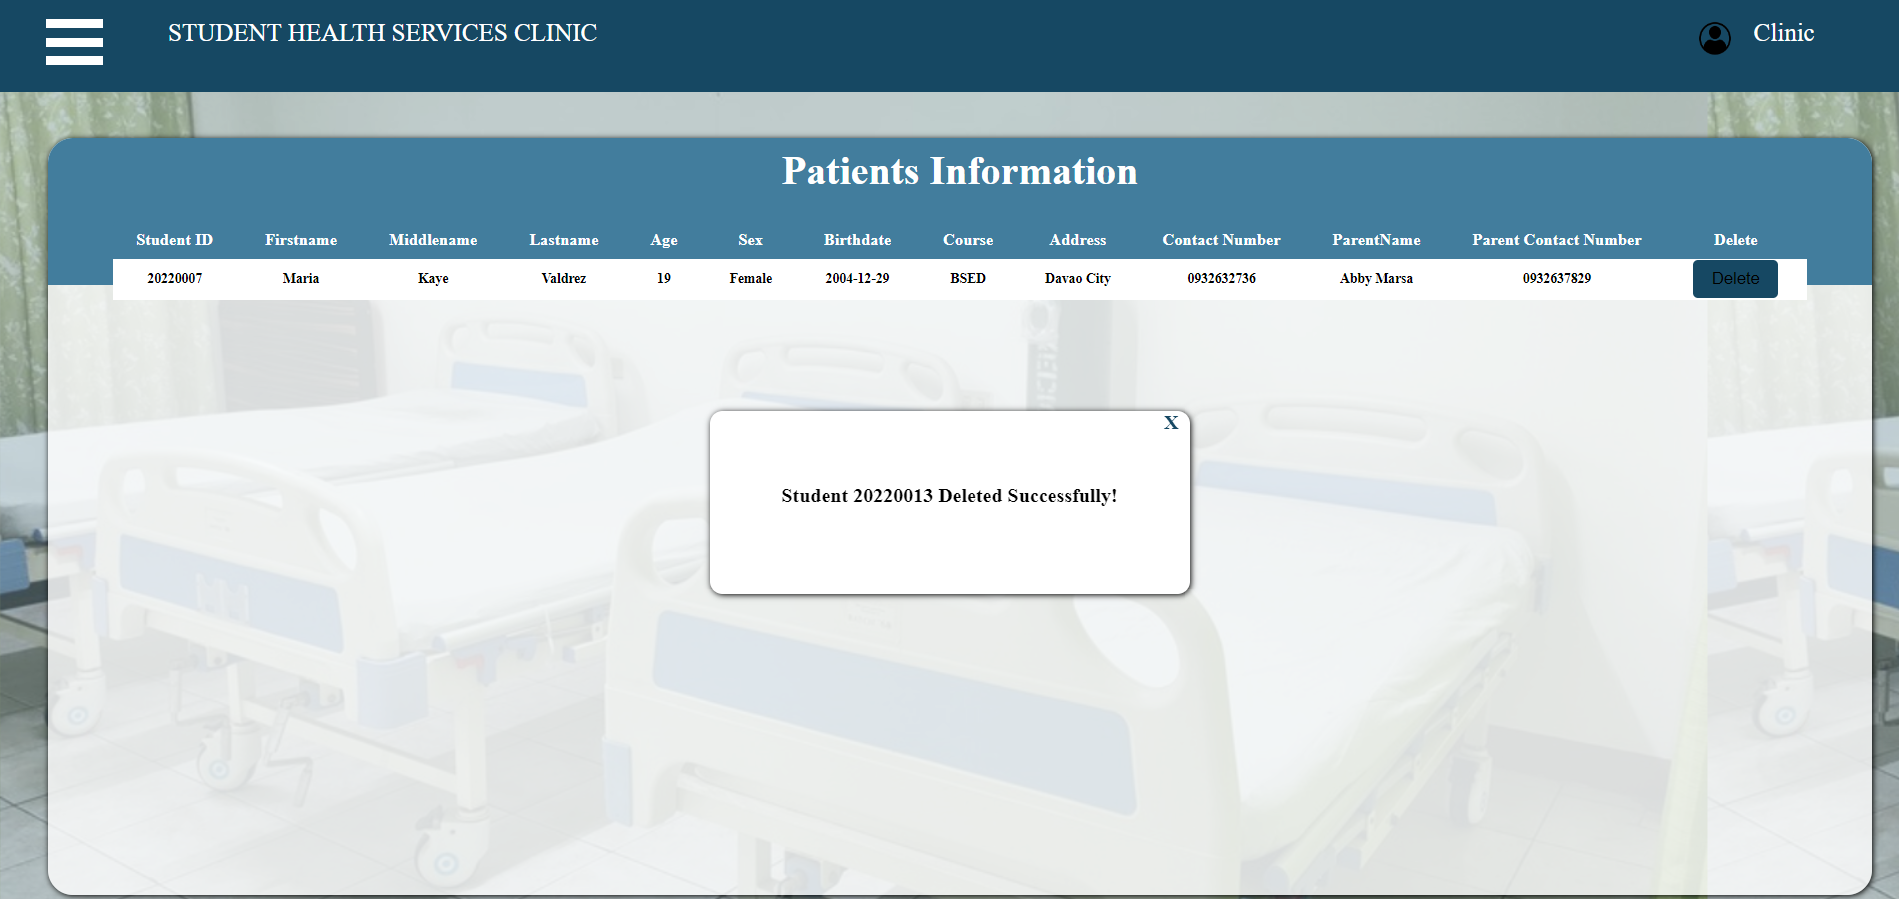 STUDENT HEALTH SERVICES CLINIC
Clinic
Patients Information
Student ID Firstname Middlename Lastname Age Sex Birthdate Course Address Contact Number ParentName Parent Contact Number Delete
20220007 Maria Kaye Valdrez 19 Female 2004-12-29 BSED Davao City 0932632736 Abby Marsa 0932637829 Delete
X
Student 20220013 Deleted Successfully!